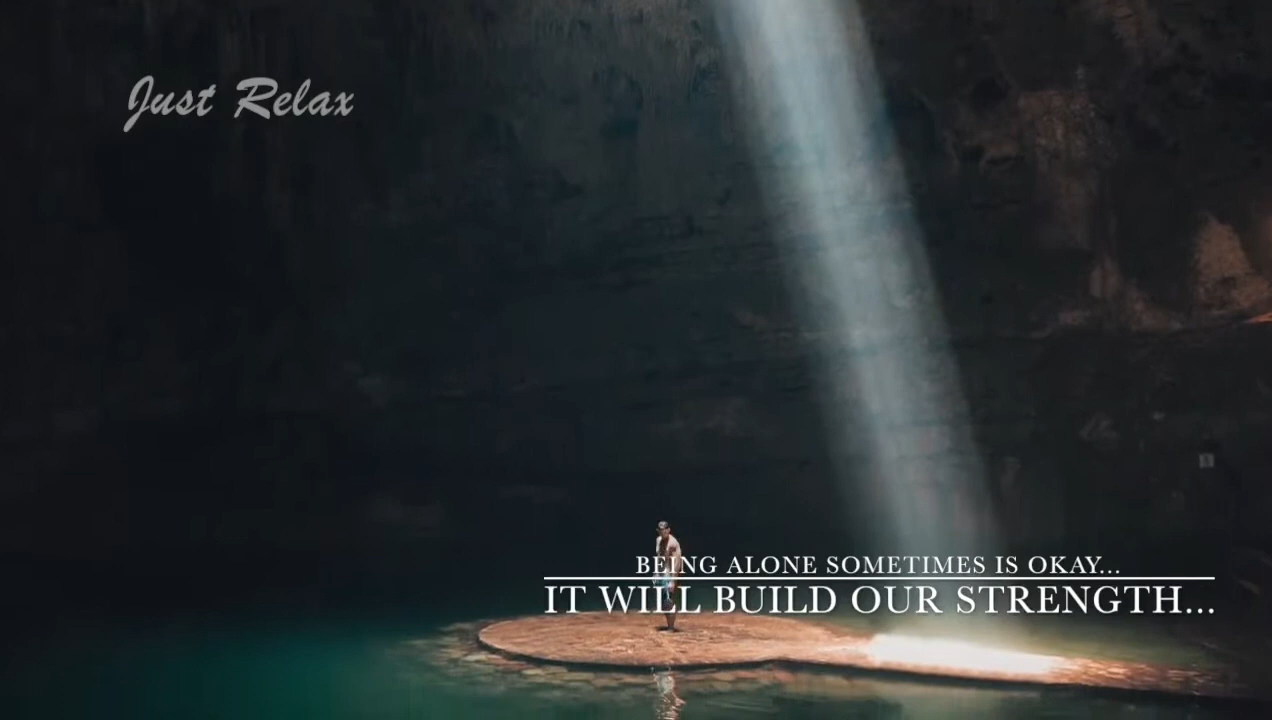 Just Relax
BEING ALONE SOMETIMES IS OKAY...
IT WILL BUILD OUR STRENGTH...